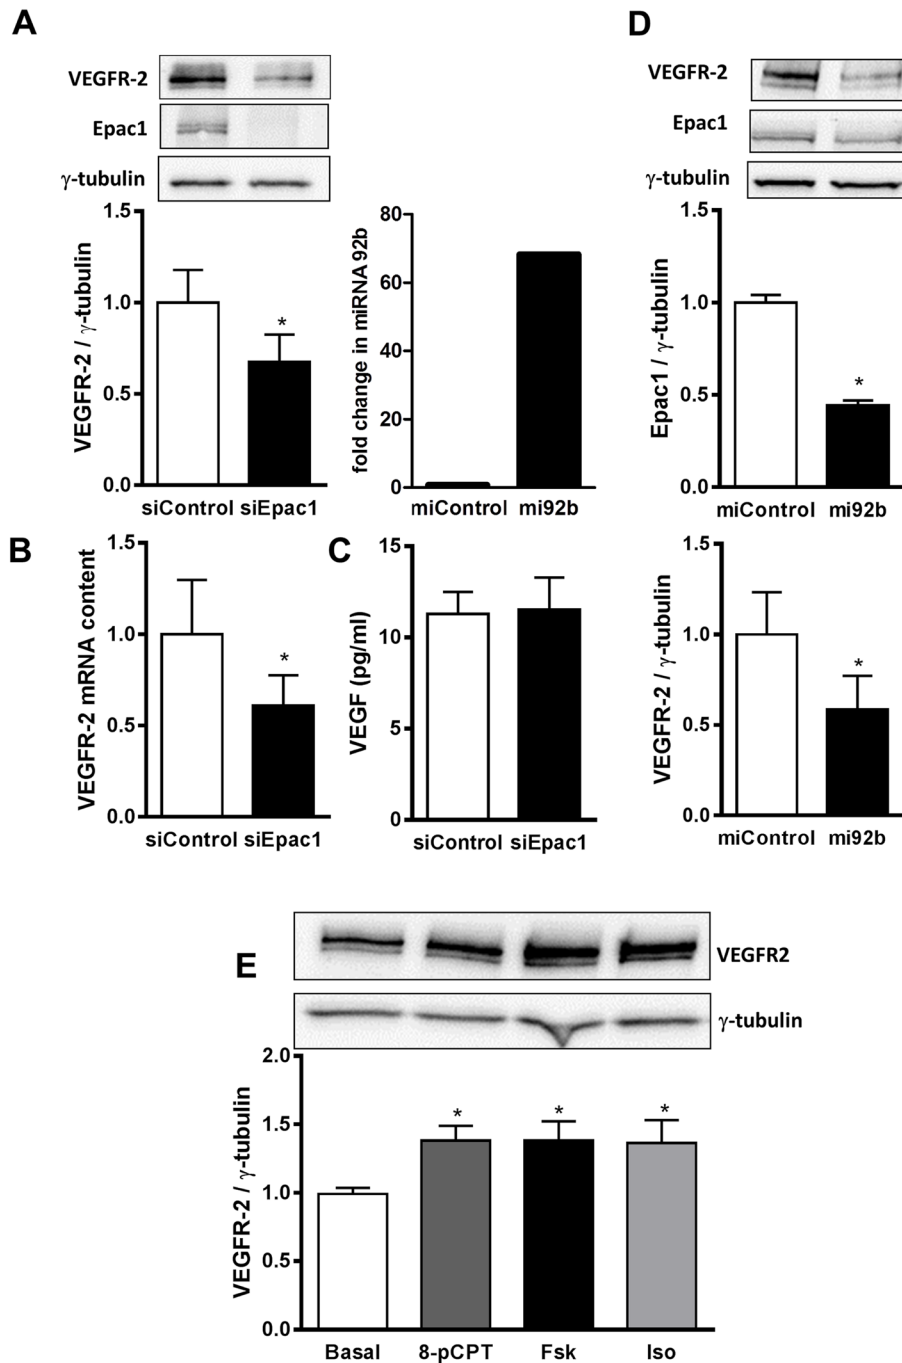 A
VEGFR-2
Epac1
γ-tubulin
VEGFR-2 / γ-tubulin
1.5
1.0
0.5
0.0
*
siControl siEpac1
fold change in miRNA 92b
80
60
40
20
0
miControl mi92b
D
VEGFR-2
Epac1
γ-tubulin
Epac1 / γ-tubulin
1.5
1.0
0.5
0.0
*
miControl mi92b
B
VEGFR-2 mRNA content
1.5
1.0
0.5
0.0
*
siControl siEpac1
C
VEGF (pg/ml)
15
10
5
0
siControl siEpac1
VEGFR-2 / γ-tubulin
1.5
1.0
0.5
0.0
*
miControl mi92b
E
VEGFR2
γ-tubulin
VEGFR-2 / γ-tubulin
2.0
1.5
1.0
0.5
0.0
* * *
Basal 8-pCPT Fsk Iso